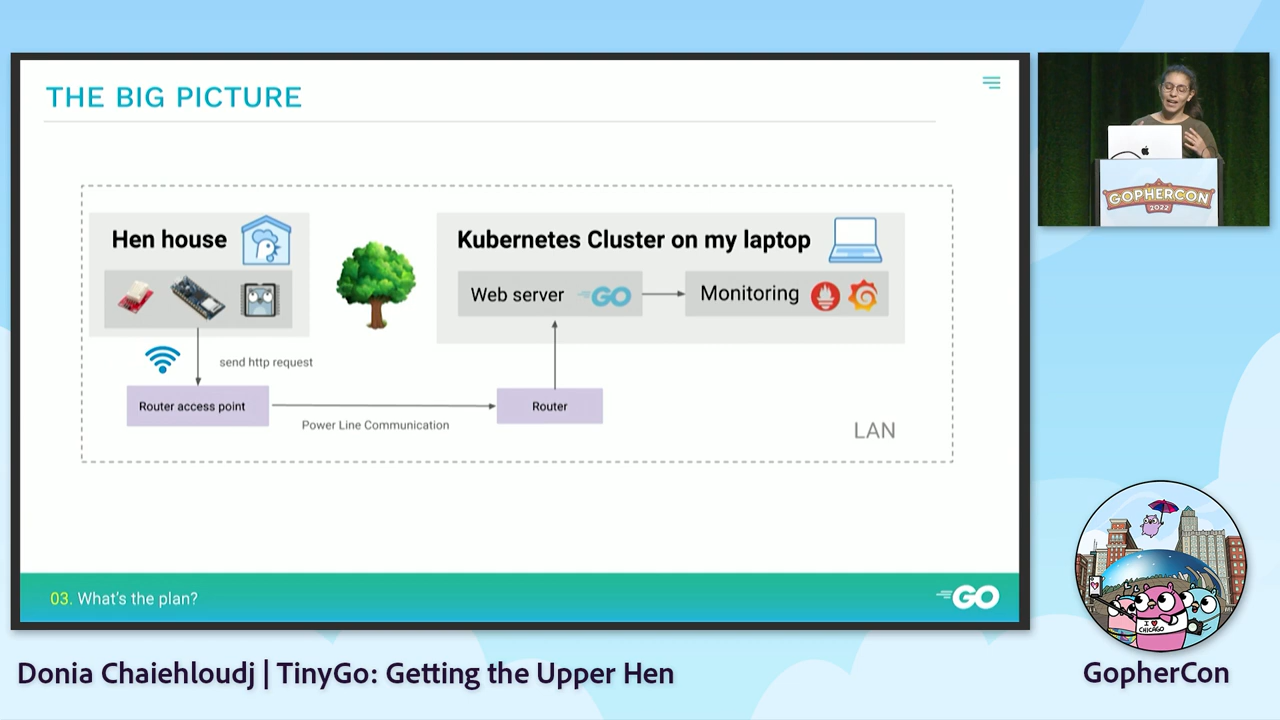 THE BIG PICTURE
Hen house
Kubernetes Cluster on my laptop
Web server
GO
Monitoring
send http request
Router access point
Power Line Communication
Router
LAN
03. What's the plan?
GO
GOPHERCON
2022
I ♥
CHICAGO
Donia Chaiehloudj | TinyGo: Getting the Upper Hen
GopherCon